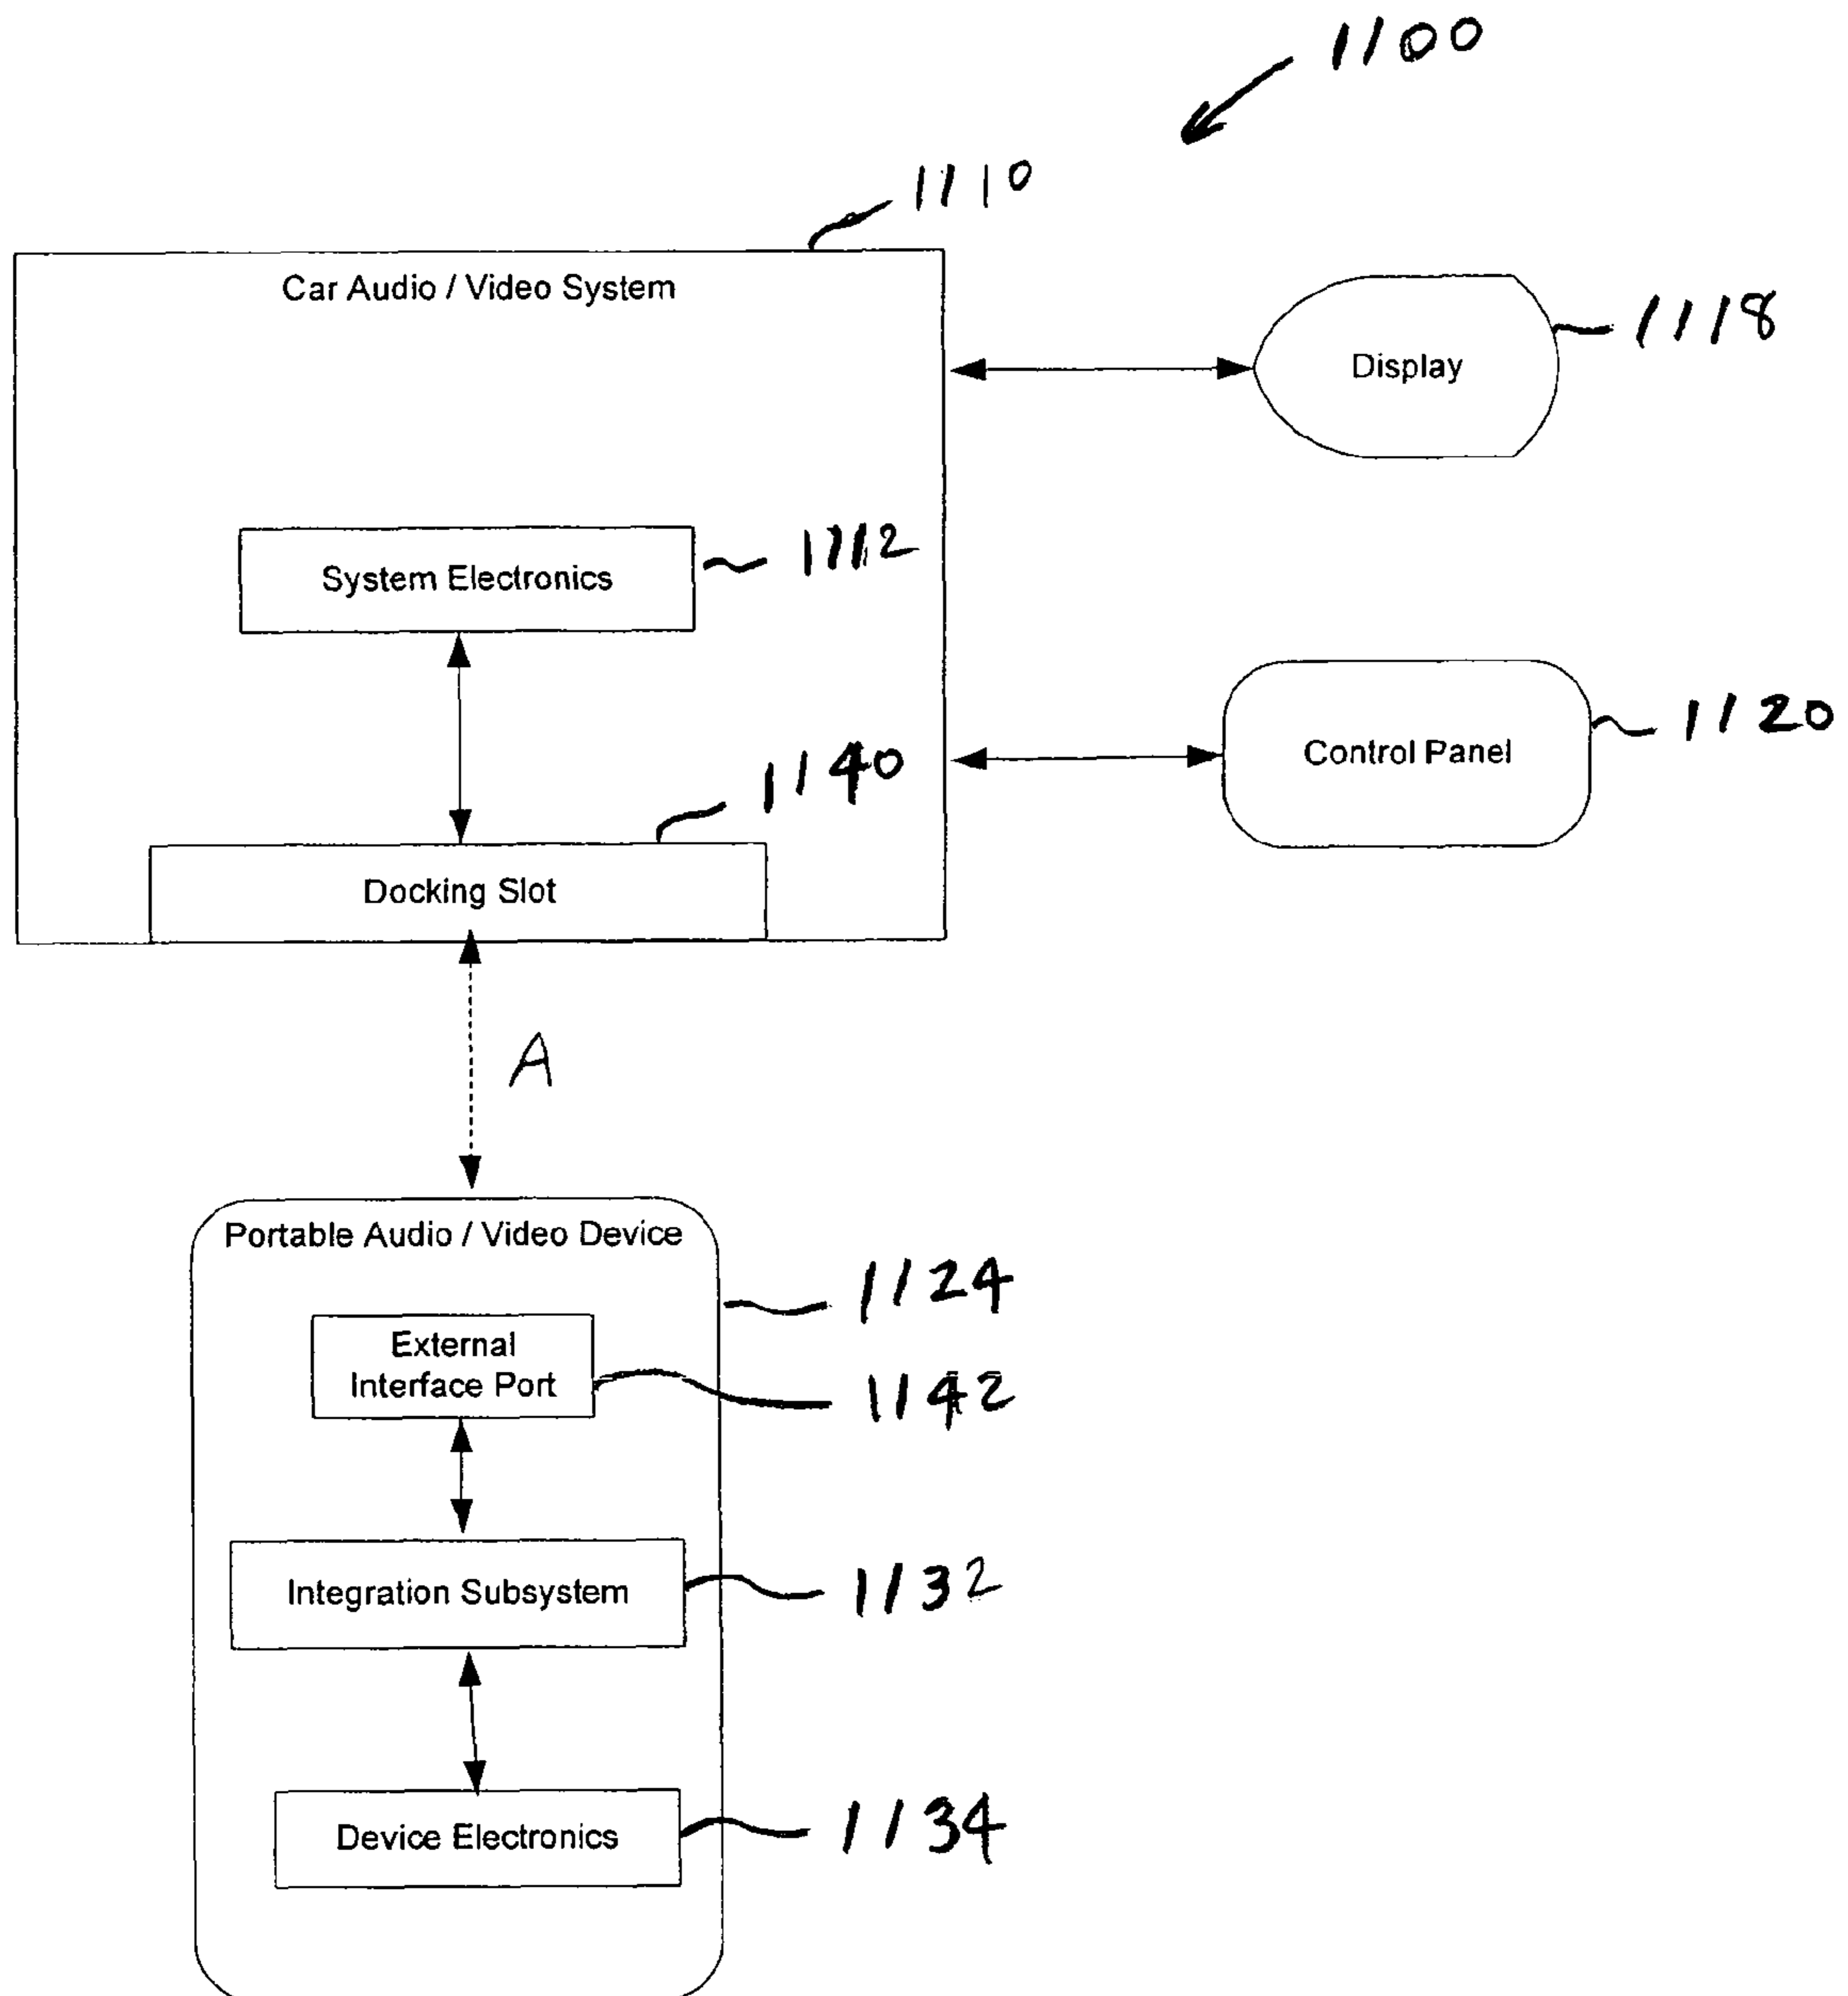 1100
1110
Car Audio / Video System
Display
1118
System Electronics
1112
Control Panel
1120
1140
Docking Slot
A
Portable Audio / Video Device
1124
External
Interface Port
1142
Integration Subsystem
1132
Device Electronics
1134